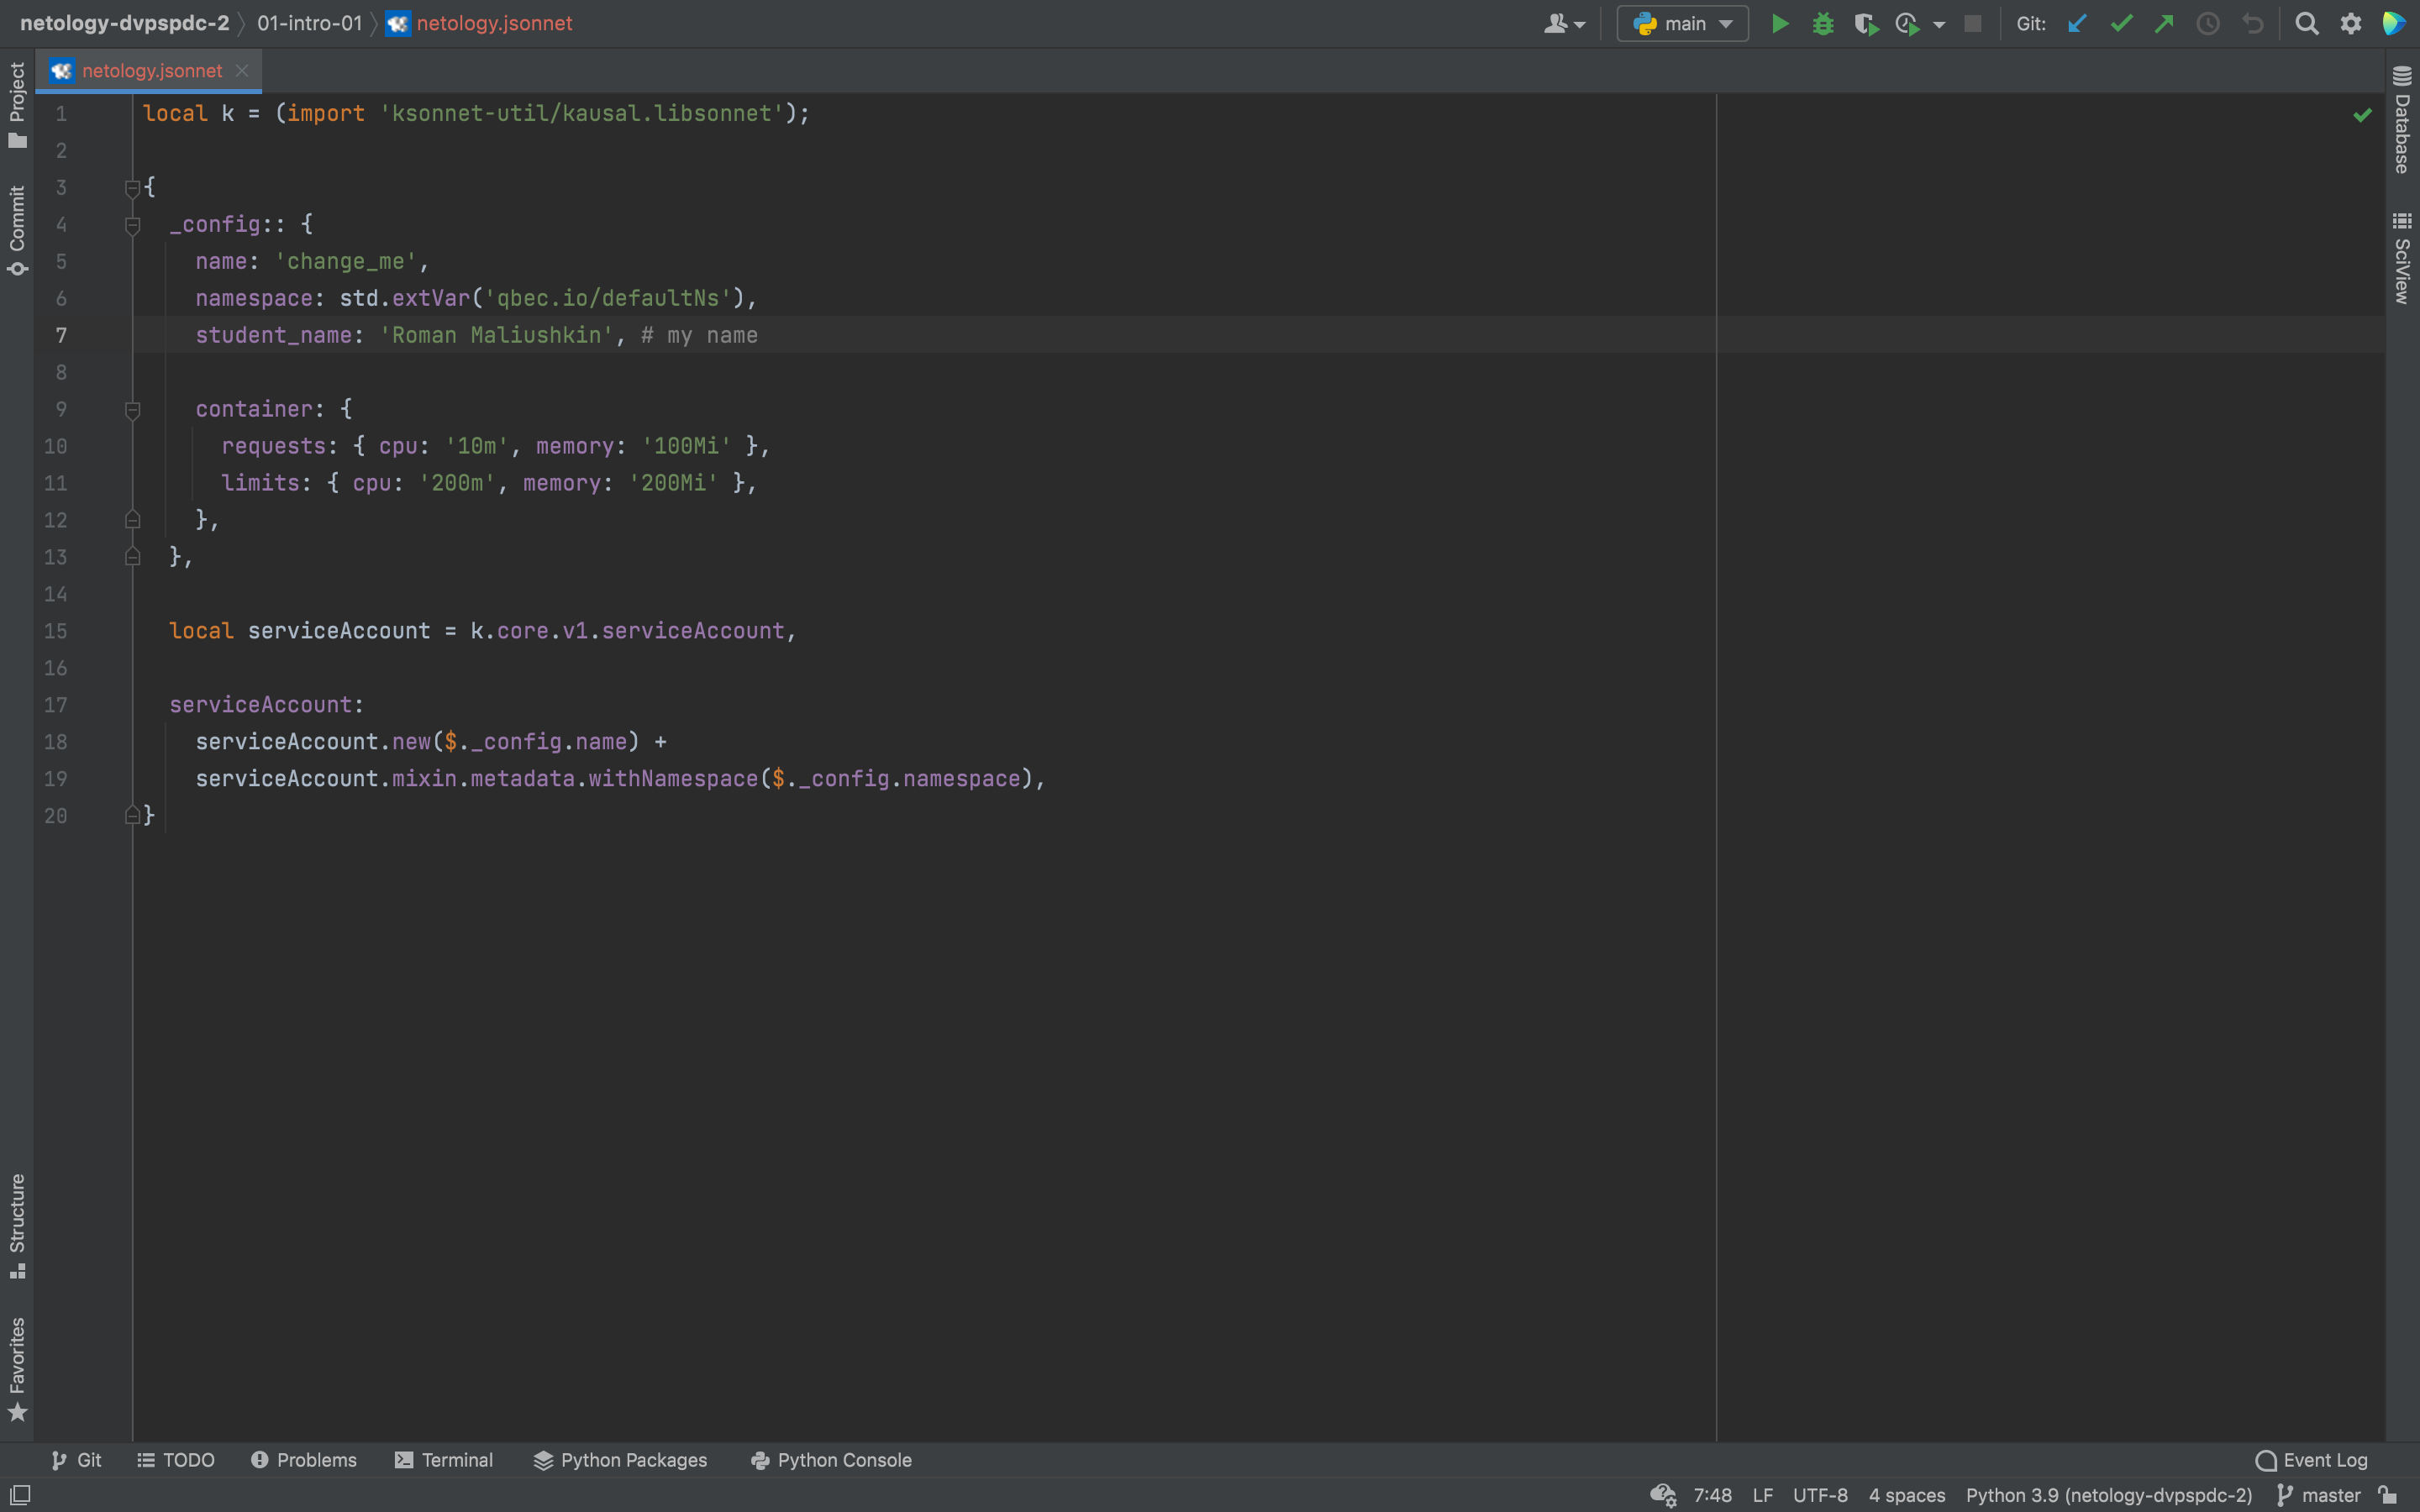 netology-dvpspdc-2 〉 01-intro-01 〉 netology.jsonnet
main
Git:
netology.jsonnet
Project
Commit
Structure
Favorites
Database
SciView
1 local k = (import 'ksonnet-util/kausal.libsonnet');
2
3 {
4   _config:: {
5     name: 'change_me',
6     namespace: std.extVar('qbec.io/defaultNs'),
7     student_name: 'Roman Maliushkin', # my name
8
9     container: {
10       requests: { cpu: '10m', memory: '100Mi' },
11       limits: { cpu: '200m', memory: '200Mi' },
12     },
13   },
14
15   local serviceAccount = k.core.v1.serviceAccount,
16
17   serviceAccount:
18     serviceAccount.new($._config.name) +
19     serviceAccount.mixin.metadata.withNamespace($._config.namespace),
20 }
Git TODO Problems Terminal Python Packages Python Console Event Log
7:48 LF UTF-8 4 spaces Python 3.9 (netology-dvpspdc-2) master